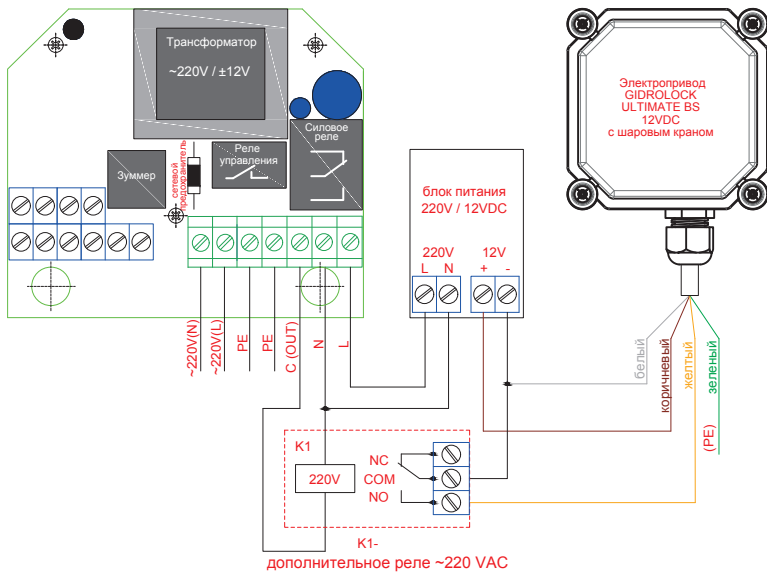 Трансформатор
~220V / ±12V
Силовое
реле
Реле
управления
сетевой
предохранитель
Зуммер
~220V(N)
~220V(L)
PE
PE
C (OUT)
N
L
блок питания
220V / 12VDC
220V
12V
L
N
+
-
Электропривод
GIDROLOCK
ULTIMATE BS
12VDC
с шаровым краном
белый
коричневый
желтый
зеленый
(PE)
K1
220V
NC
COM
NO
K1-
дополнительное реле ~220 VAC